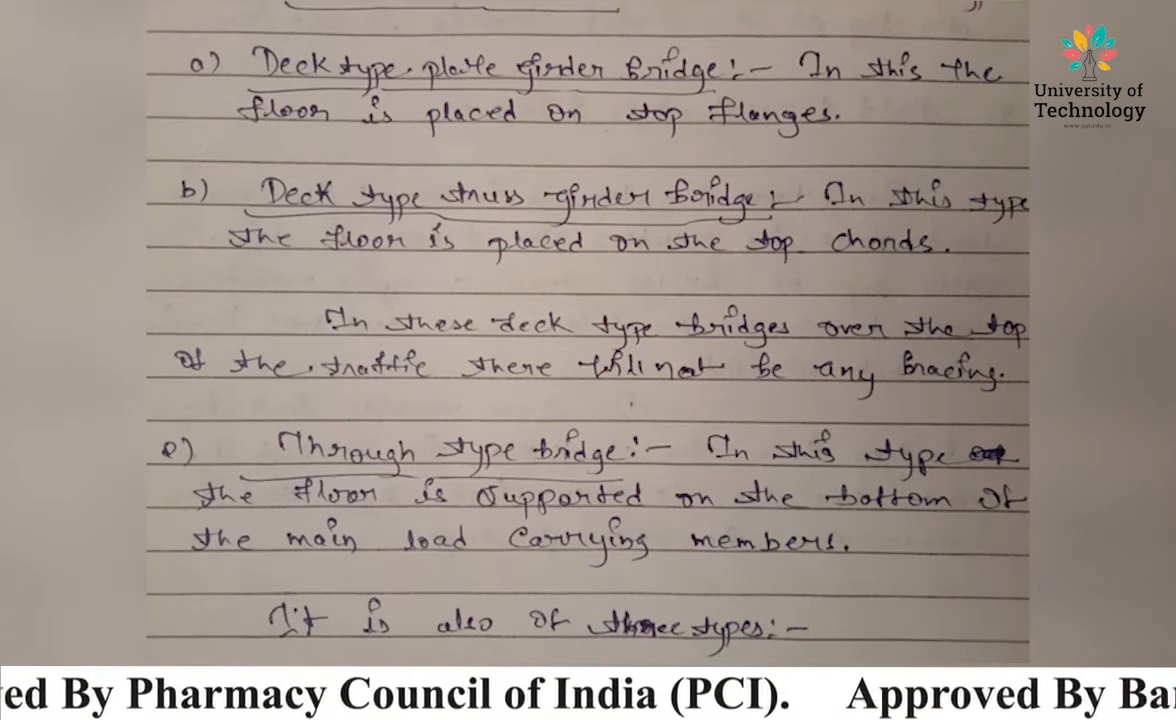 a) Deck type plate girder bridge:- In this the
floor is placed on top flanges.
b) Deck type truss girder bridge:- In this type
the floor is placed on the top chords.
In these deck type bridges over the top
of the traffic there will not be any bracing.
e) Through type bridge:- In this type
the floor is supported on the bottom of
the main load carrying members.
It is also of three types:-
University of
Technology
www.uot.edu.in
ed By Pharmacy Council of India (PCI). Approved By Ba